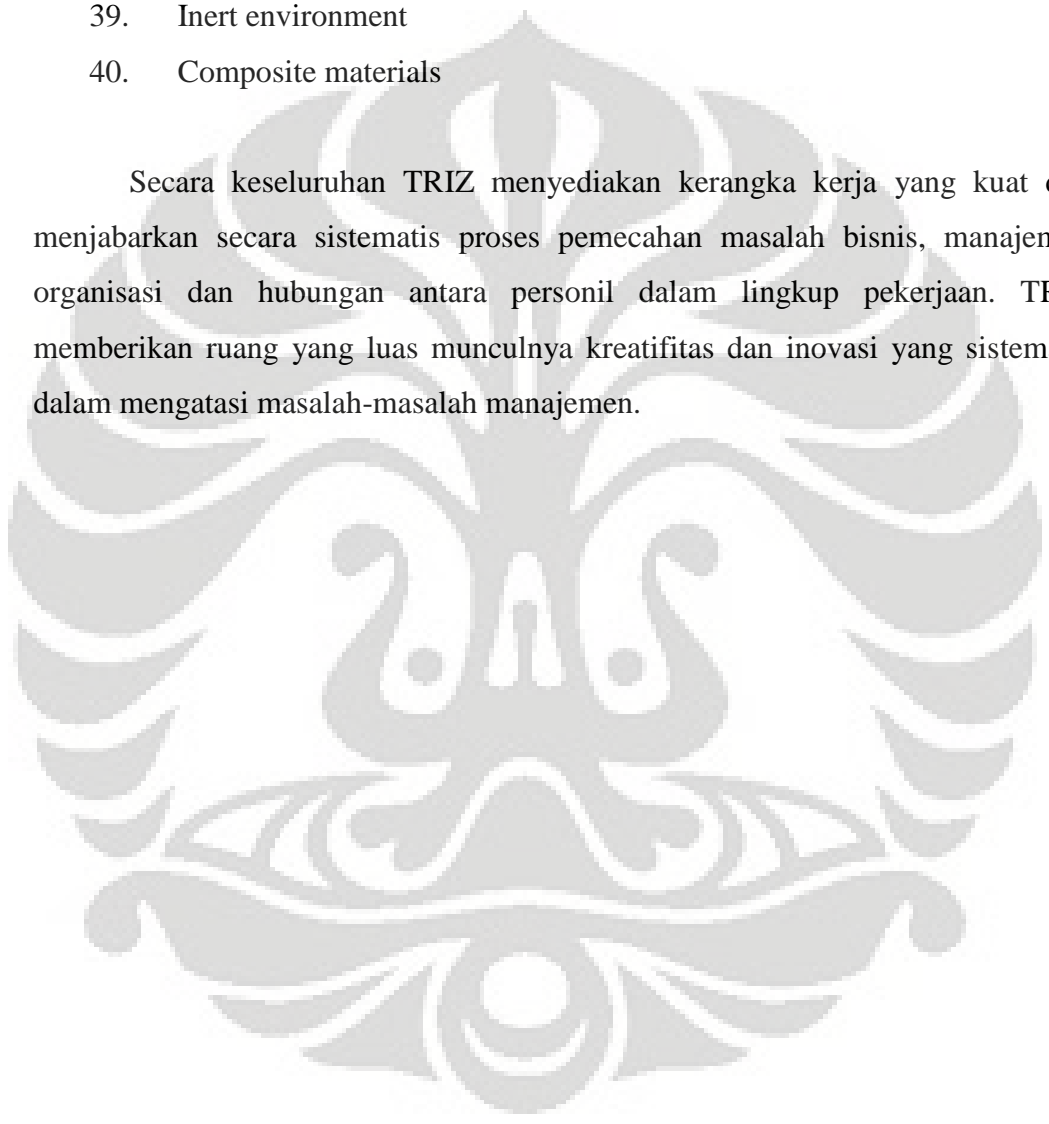 39. Inert environment
40. Composite materials
Secara keseluruhan TRIZ menyediakan kerangka kerja yang kuat
menjabarkan secara sistematis proses pemecahan masalah bisnis,
organisasi dan hubungan antara personil dalam lingkup pekerjaan.
memberikan ruang yang luas munculnya kreatifitas dan inovasi yang
dalam mengatasi masalah-masalah manajemen.